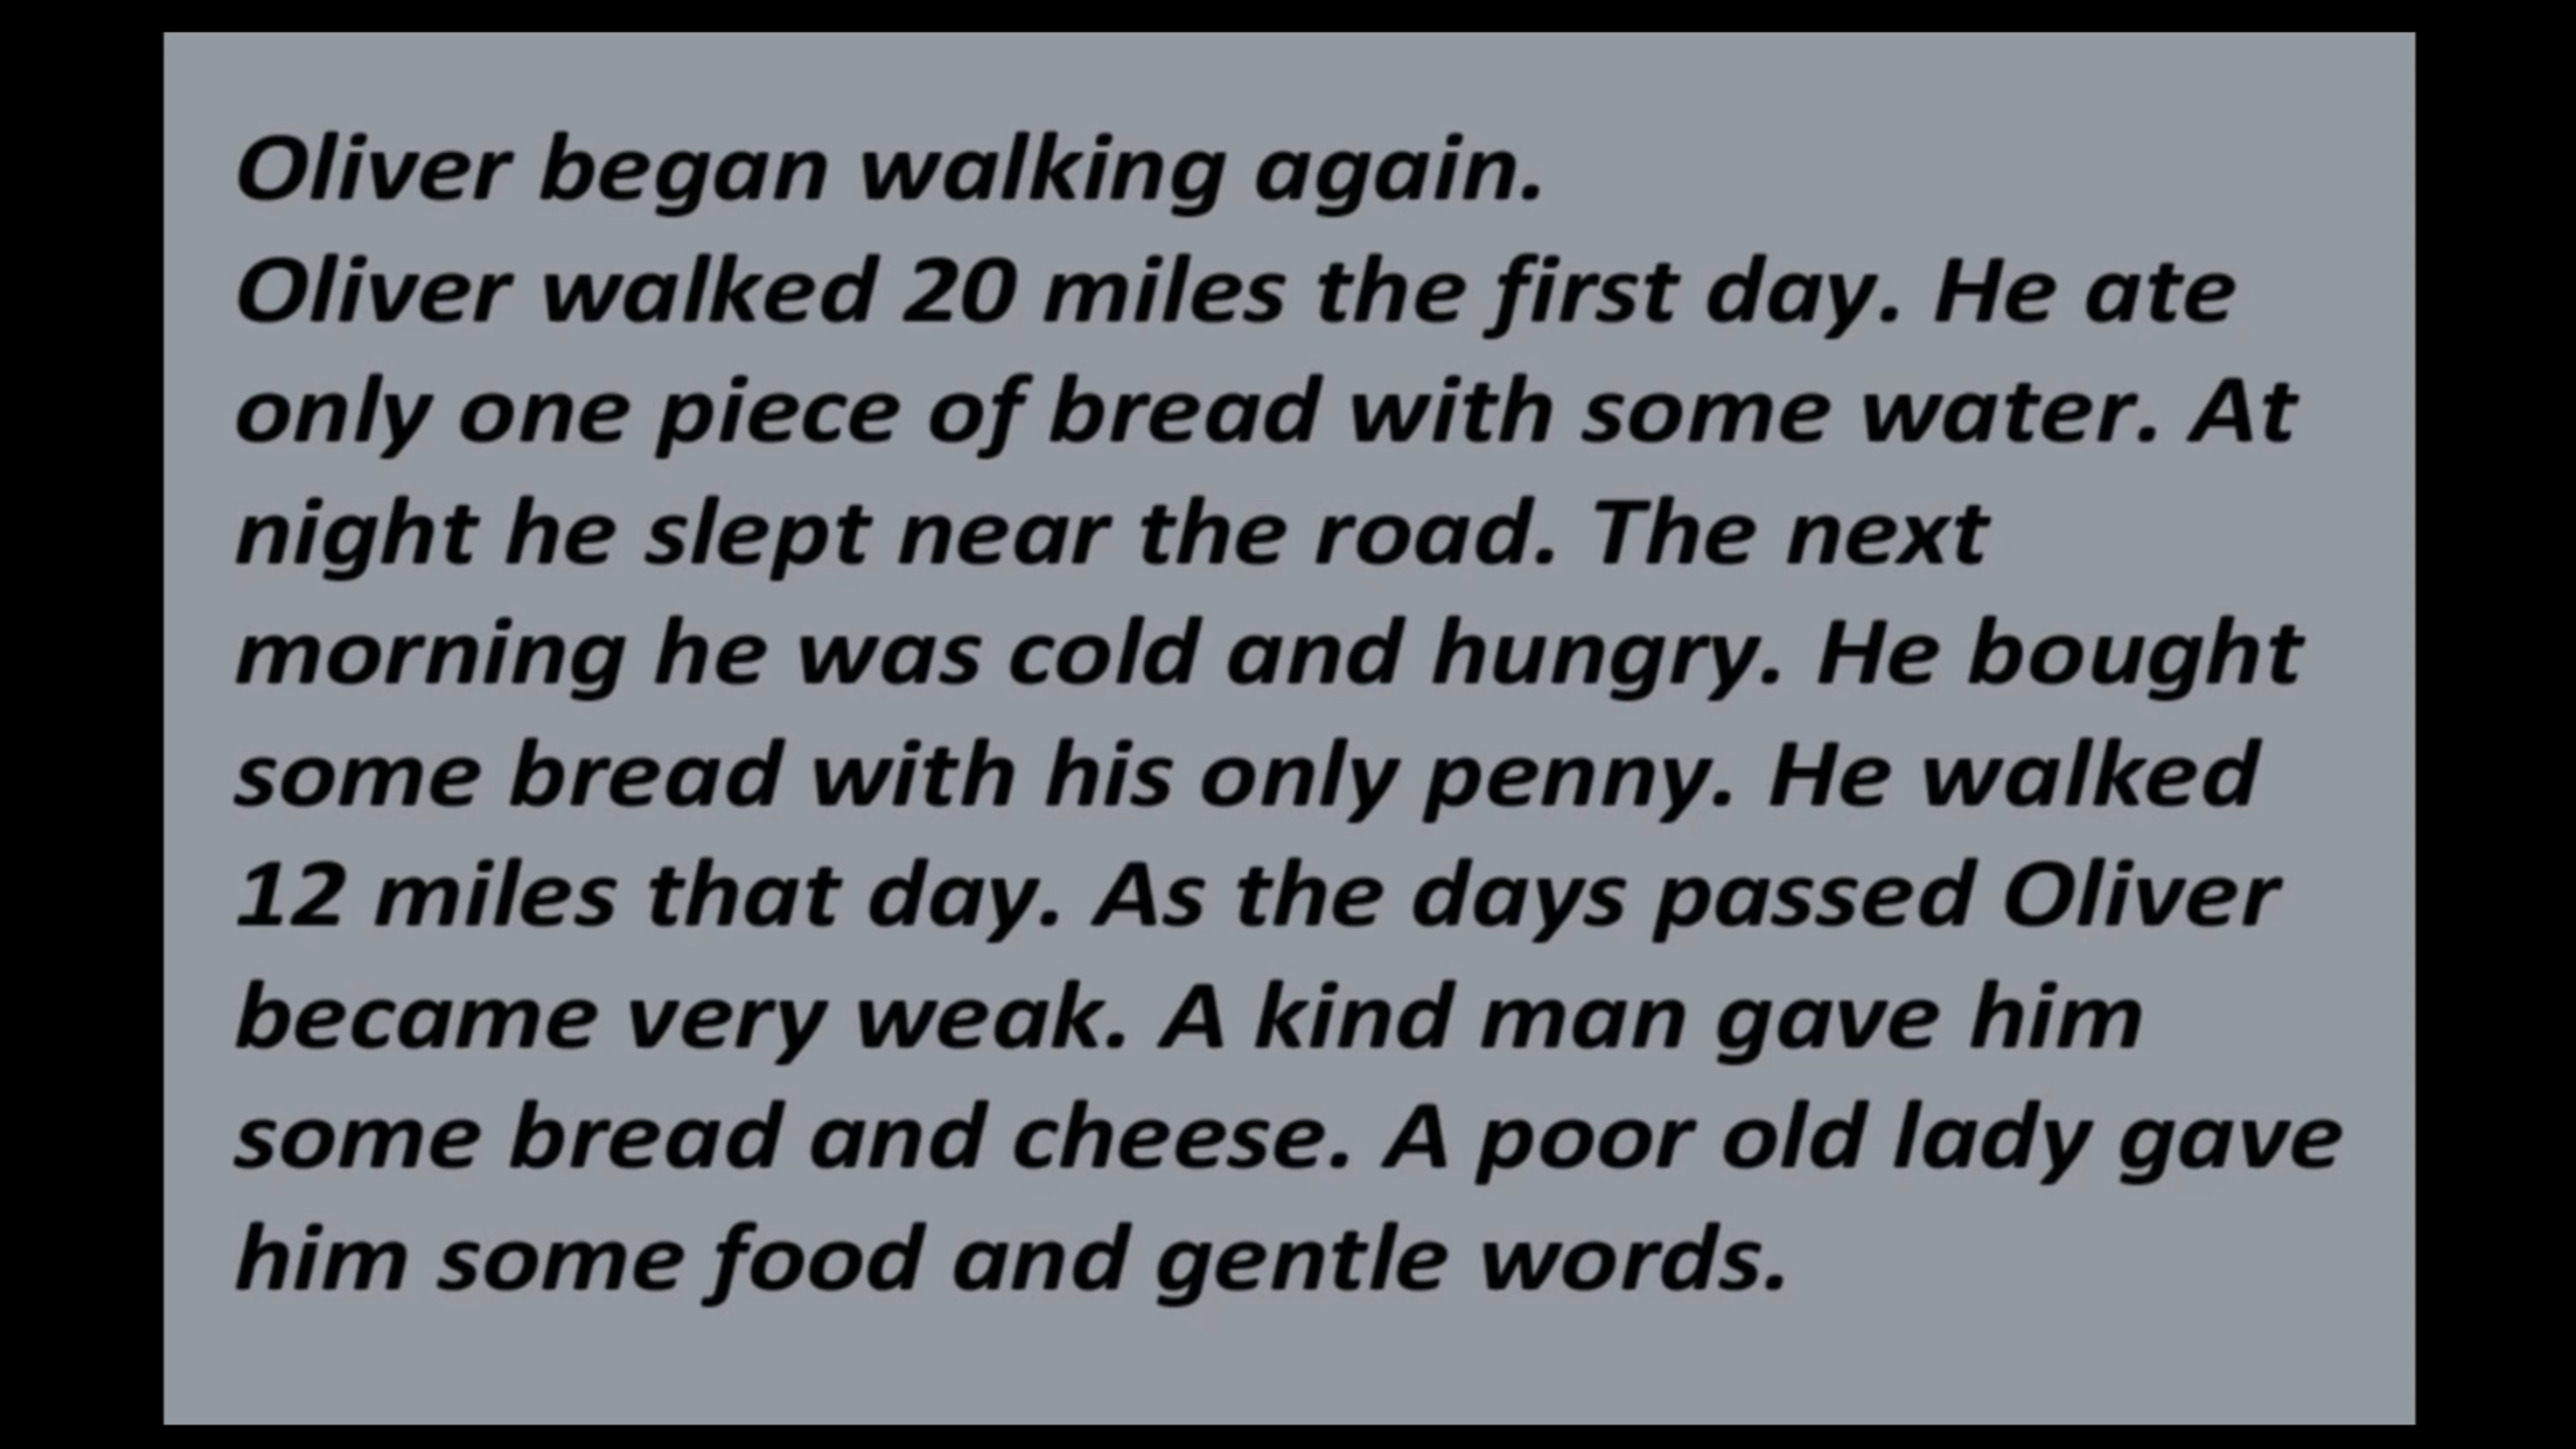 Oliver began walking again.
Oliver walked 20 miles the first day. He ate
only one piece of bread with some water. At
night he slept near the road. The next
morning he was cold and hungry. He bought
some bread with his only penny. He walked
12 miles that day. As the days passed Oliver
became very weak. A kind man gave him
some bread and cheese. A poor old lady gave
him some food and gentle words.